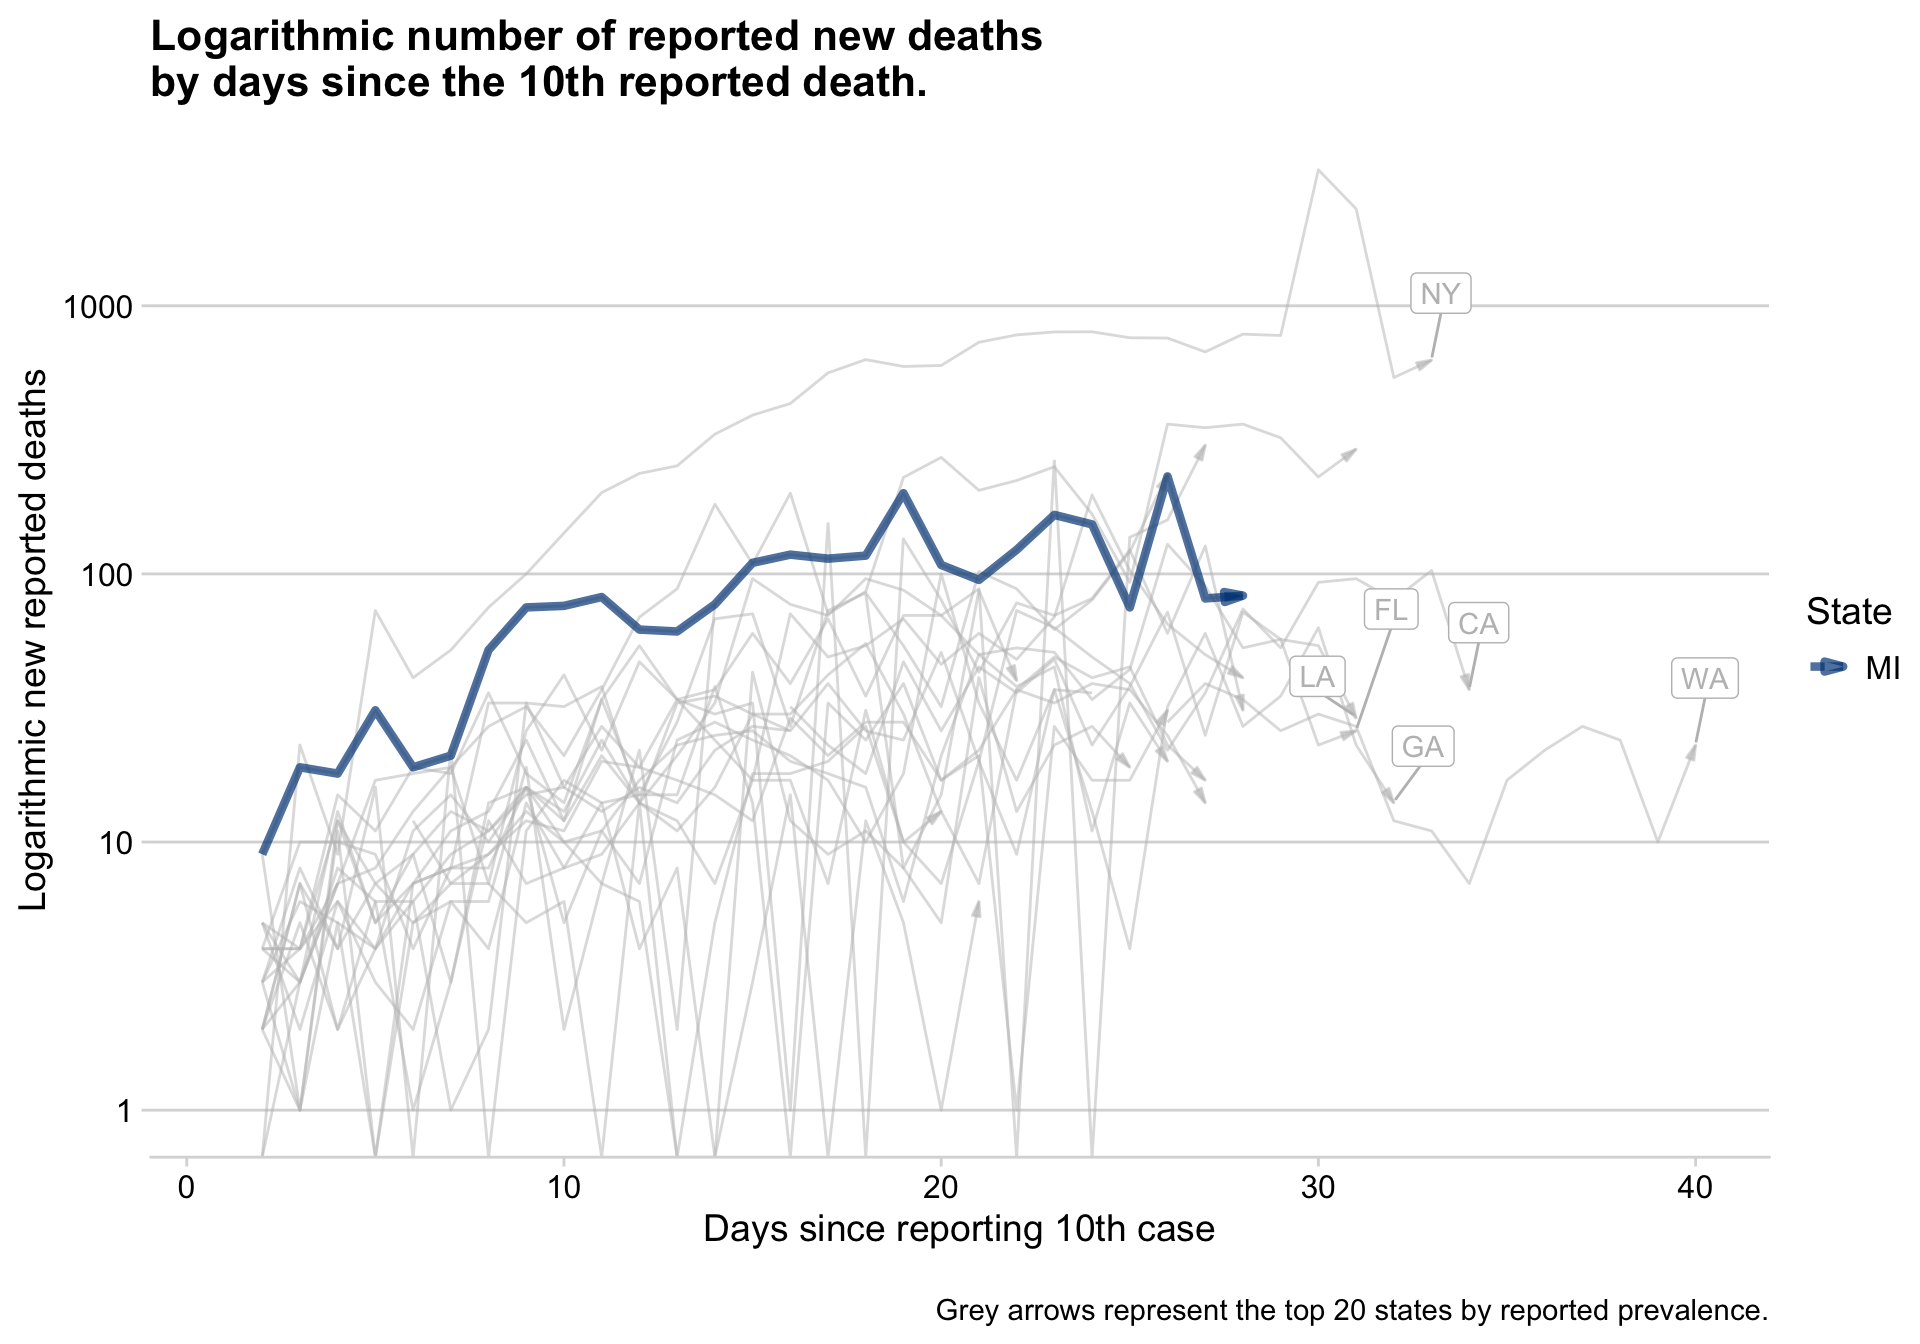 Logarithmic number of reported new deaths
by days since the 10th reported death.
Logarithmic new reported deaths
1000
100
10
1
NY
FL
CA
LA
WA
GA
State
MI
0 10 20 30 40
Days since reporting 10th case
Grey arrows represent the top 20 states by reported prevalence.